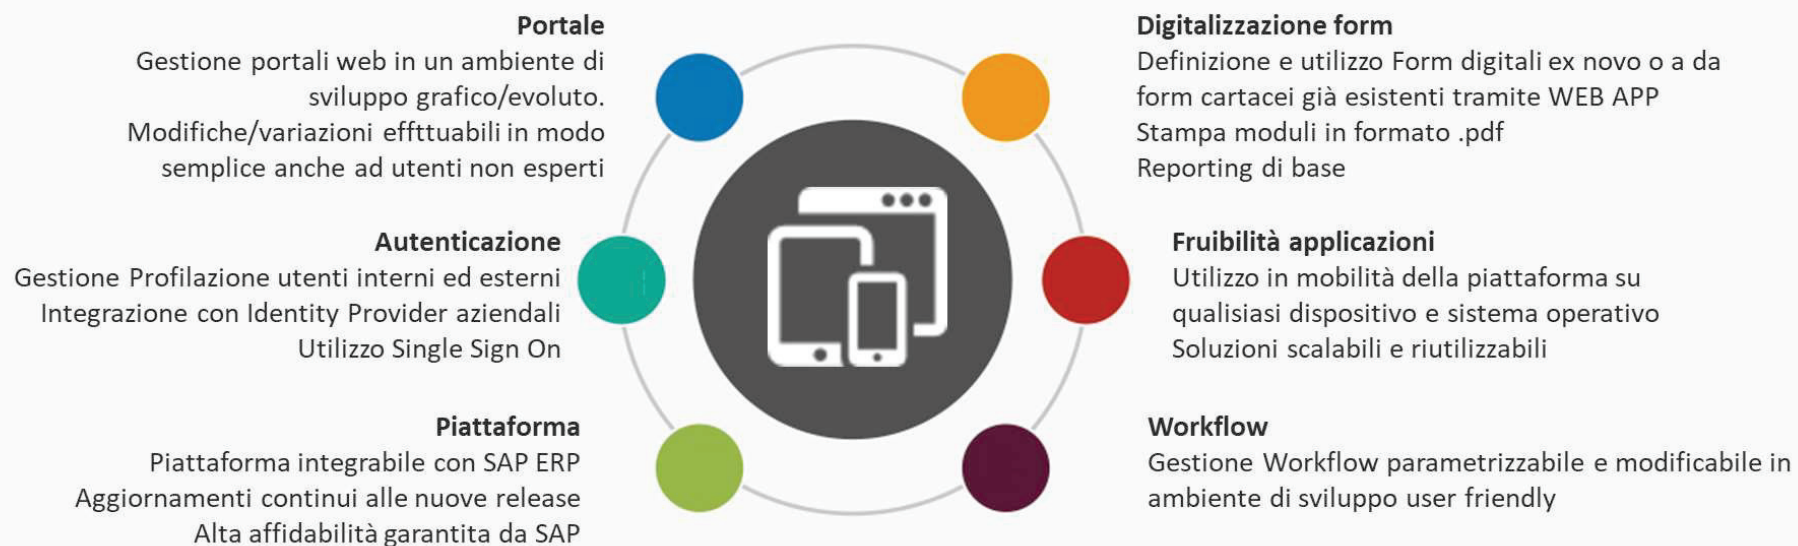 Portale
Gestione portali web in un ambiente di
sviluppo grafico/evoluto.
Modifiche/variazioni effttuabili in modo
semplice anche ad utenti non esperti
Autenticazione
Gestione Profilazione utenti interni ed esterni
Integrazione con Identity Provider aziendali
Utilizzo Single Sign On
Piattaforma
Piattaforma integrabile con SAP ERP
Aggiornamenti continui alle nuove release
Alta affidabilità garantita da SAP
Digitalizzazione form
Definizione e utilizzo Form digitali ex novo o a da
form cartacei già esistenti tramite WEB APP
Stampa moduli in formato .pdf
Reporting di base
Fruibilità applicazioni
Utilizzo in mobilità della piattaforma su
qualisiasi dispositivo e sistema operativo
Soluzioni scalabili e riutilizzabili
Workflow
Gestione Workflow parametrizzabile e modificabile in
ambiente di sviluppo user friendly